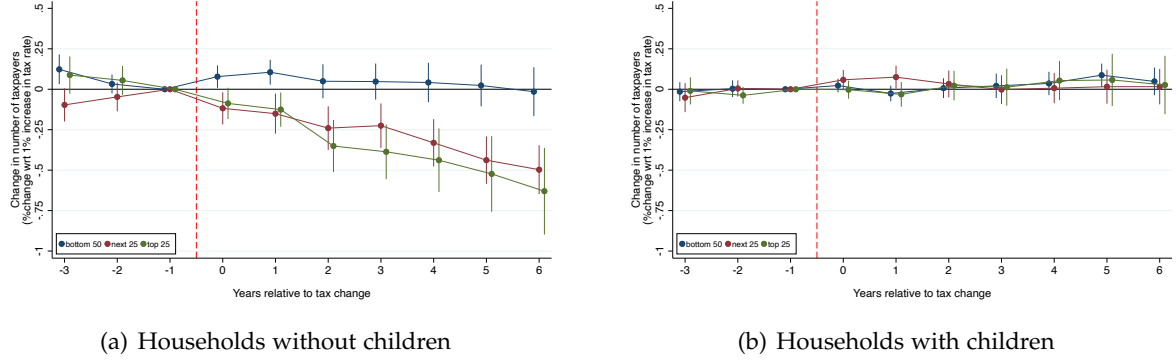 Change in number of taxpayers
(%change wrt 1% increase in tax rate)
.5
.25
0
-.25
-.5
-.75
-1
bottom 50 next 25 top 25
-3 -2 -1 0 1 2 3 4 5 6
Years relative to tax change
(a) Households without children
Change in number of taxpayers
(%change wrt 1% increase in tax rate)
.5
.25
0
-.25
-.5
-.75
-1
bottom 50 next 25 top 25
-3 -2 -1 0 1 2 3 4 5 6
Years relative to tax change
(b) Households with children